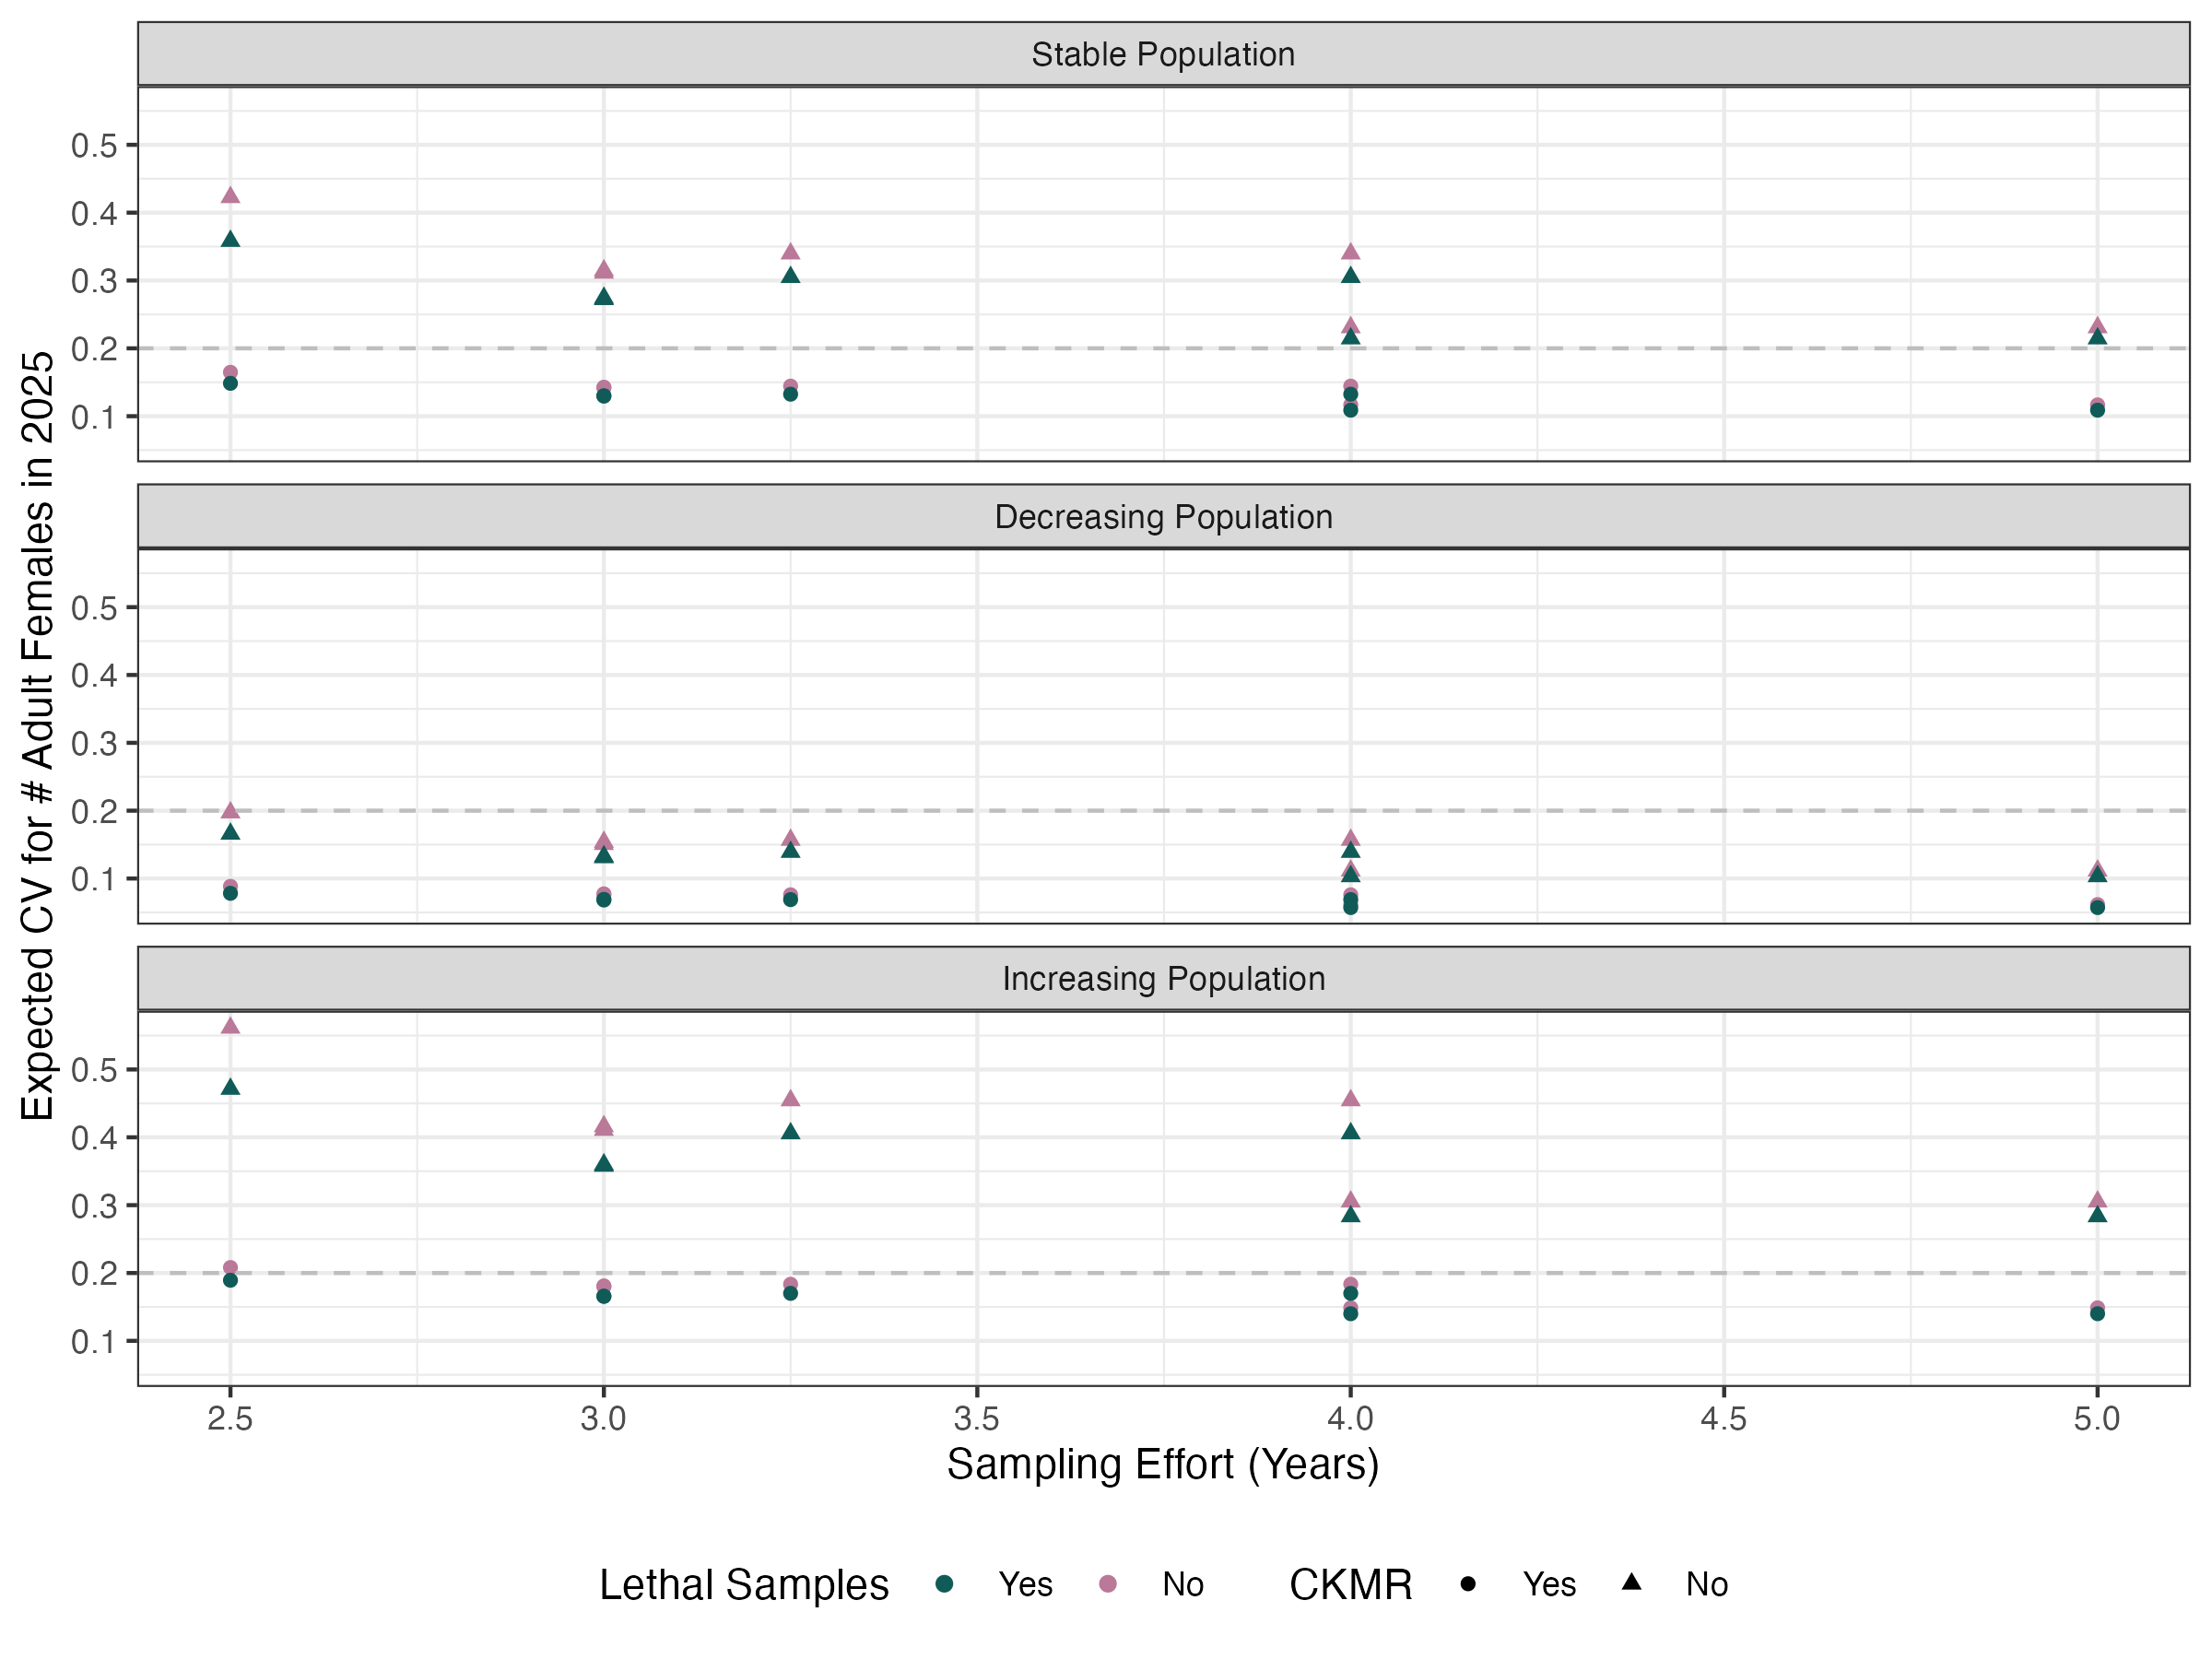 Stable Population
0.5
0.4
0.3
0.2
0.1
Decreasing Population
0.5
0.4
0.3
0.2
0.1
Increasing Population
0.5
0.4
0.3
0.2
0.1
Expected CV for # Adult Females in 2025
2.5 3.0 3.5 4.0 4.5 5.0
Sampling Effort (Years)
Lethal Samples Yes No CKMR Yes No